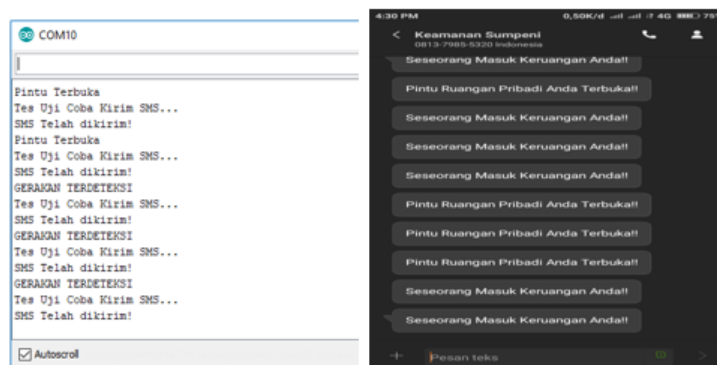 COM10
Pintu Terbuka
Tes Uji Coba Kirim SMS...
SMS Telah dikirim!
Pintu Terbuka
Tes Uji Coba Kirim SMS...
SMS Telah dikirim!
GERAKAN TERDETEKSI
Tes Uji Coba Kirim SMS...
SMS Telah dikirim!
GERAKAN TERDETEKSI
Tes Uji Coba Kirim SMS...
SMS Telah dikirim!
GERAKAN TERDETEKSI
Tes Uji Coba Kirim SMS...
SMS Telah dikirim!
Autoscroll
4:30 PM 0,50K/d 4G 75
Keamanan Sumpeni
0813-7985-5320 Indonesia
Seseorang Masuk Keruangan Anda!!
Pintu Ruangan Pribadi Anda Terbuka!!
Seseorang Masuk Keruangan Anda!!
Seseorang Masuk Keruangan Anda!!
Seseorang Masuk Keruangan Anda!!
Pintu Ruangan Pribadi Anda Terbuka!!
Pintu Ruangan Pribadi Anda Terbuka!!
Pintu Ruangan Pribadi Anda Terbuka!!
Seseorang Masuk Keruangan Anda!!
Seseorang Masuk Keruangan Anda!!
Pesan teks